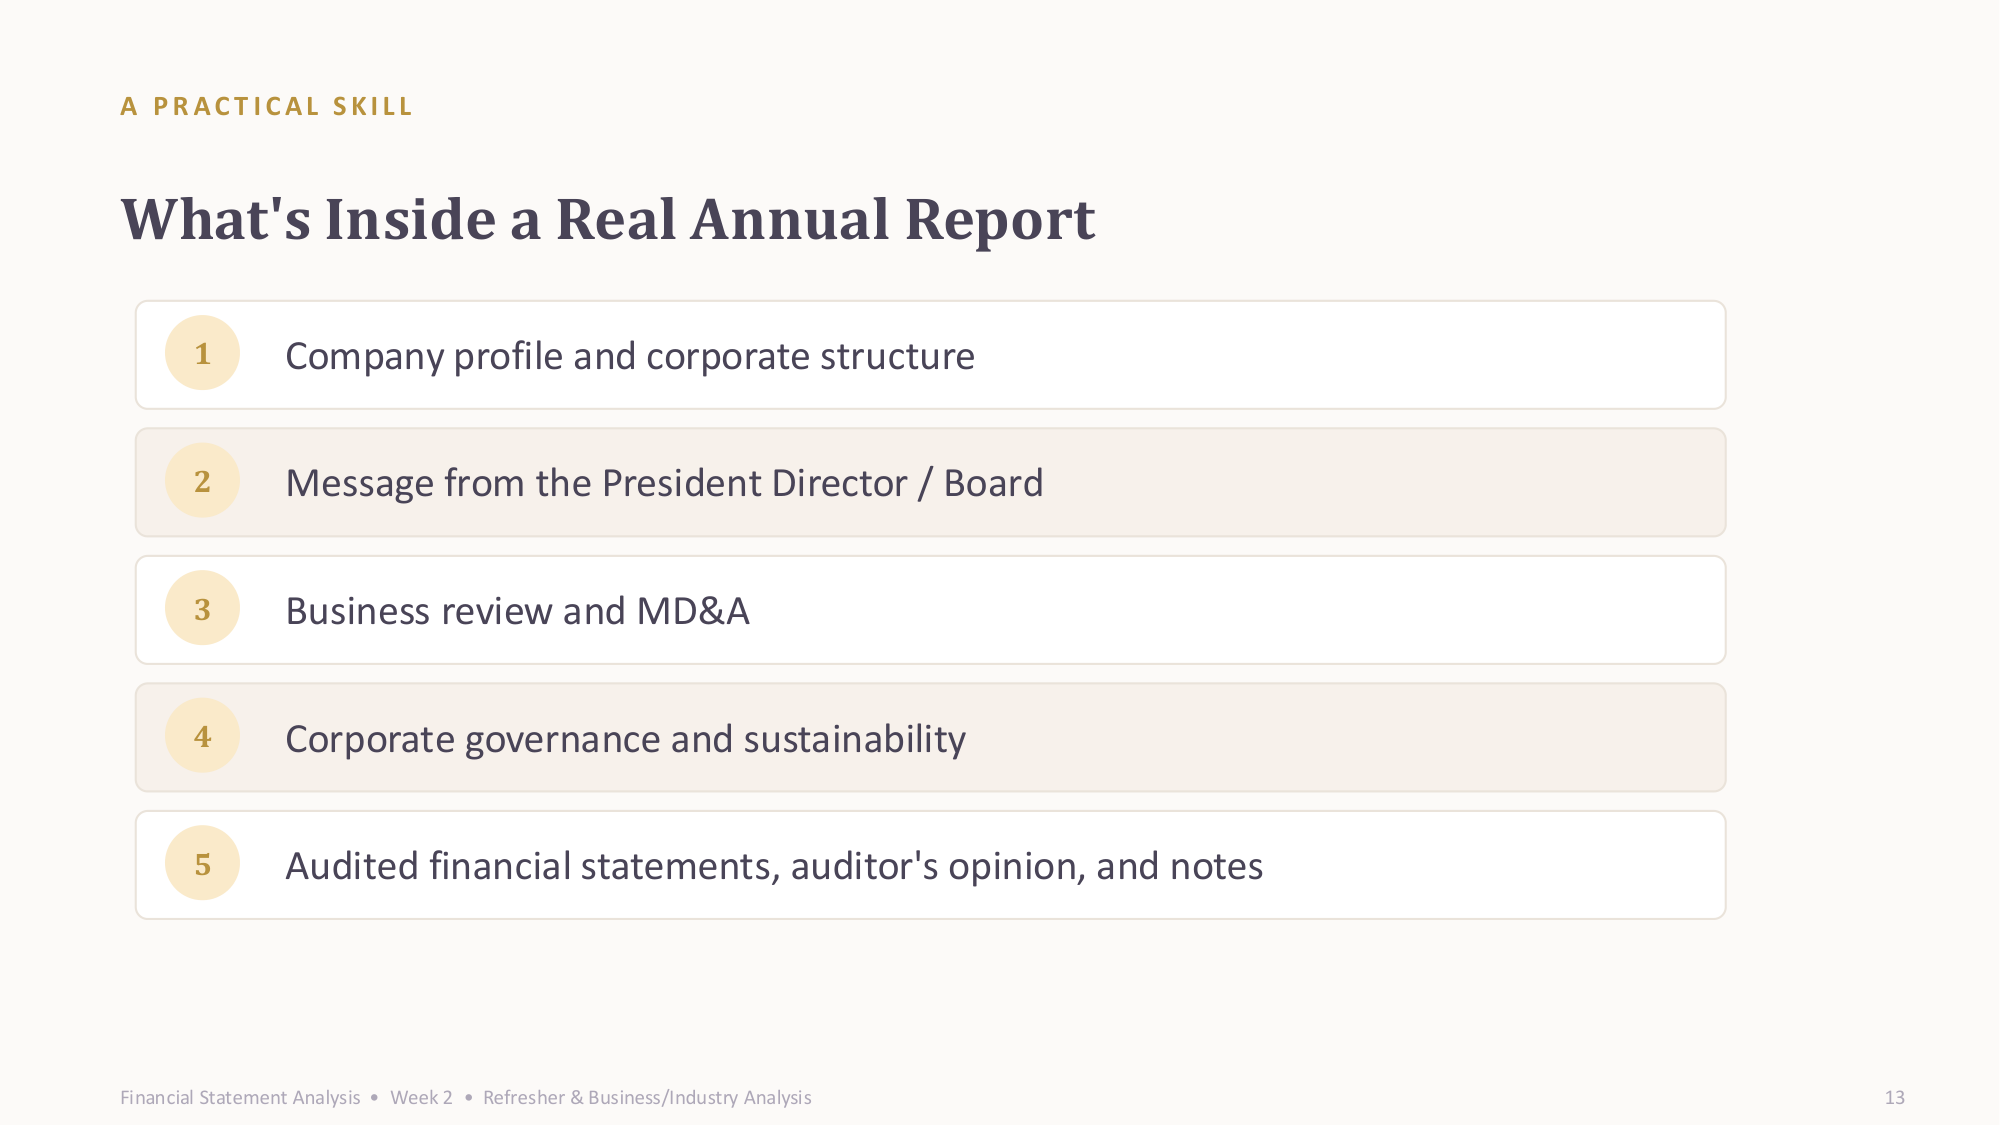 A PRACTICAL SKILL
What's Inside a Real Annual Report
1 Company profile and corporate structure
2 Message from the President Director / Board
3 Business review and MD&A
4 Corporate governance and sustainability
5 Audited financial statements, auditor's opinion, and notes
Financial Statement Analysis • Week 2 • Refresher & Business/Industry Analysis 13